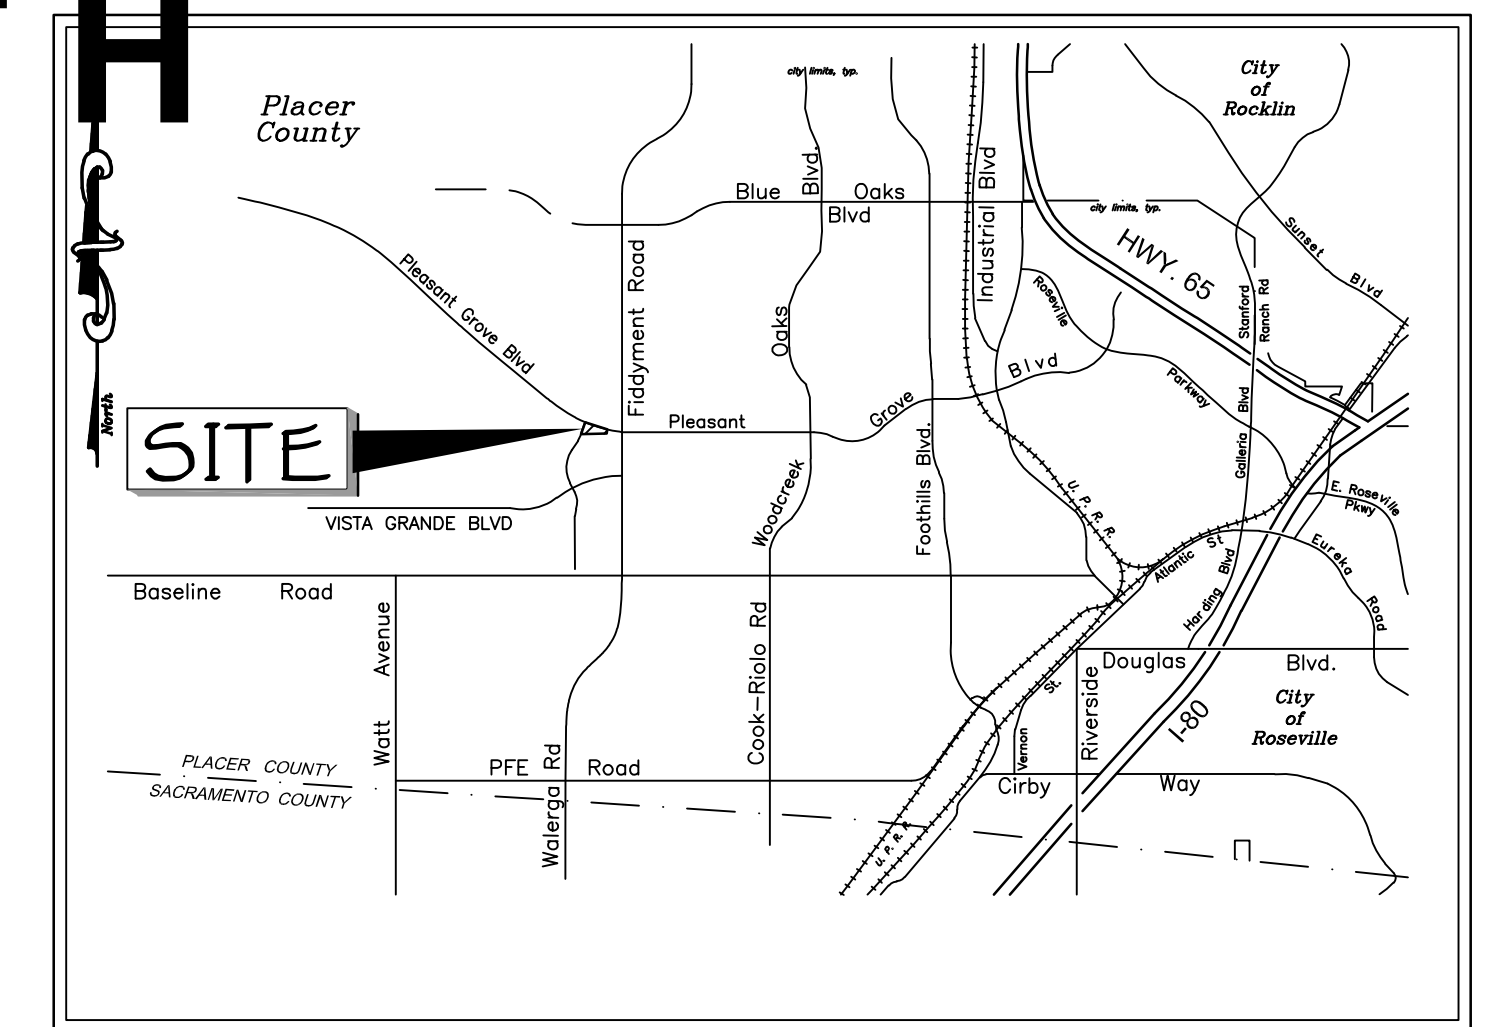 H
Placer
County
city limits, typ.
City
of
Rocklin
Blue Oaks
Blvd
Blvd.
Oaks
Woodcreek
Industrial Blvd
city limits, typ.
HWY. 65
Sunset Blvd
Stanford
Ranch Rd
Pleasant Grove Blvd
Fiddyment Road
Roseville
Parkway
North
SITE
Pleasant Grove Blvd
Galleria Blvd
Foothills Blvd.
VISTA GRANDE BLVD
U. P. R. R.
E. Roseville
Pkwy
Atlantic St
Eureka Road
Harding Blvd
Baseline Road
Watt Avenue
Cook-Riolo Rd
Douglas Blvd.
Riverside
Vernon St.
City
of
Roseville
I-80
PLACER COUNTY
SACRAMENTO COUNTY
PFE Road
Walerga Rd
Cirby Way
U. P. R. R.